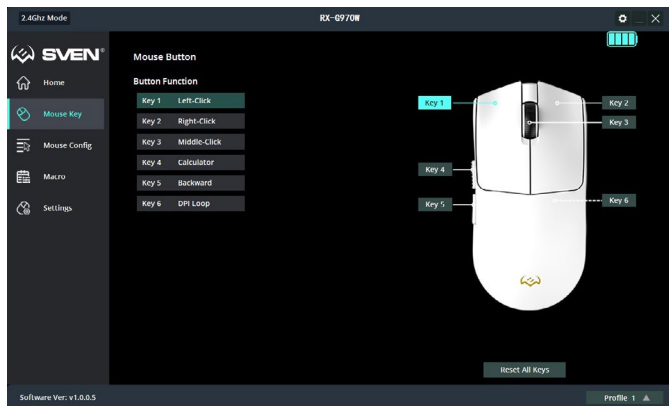 2.4Ghz Mode
RX-G970W
SVEN®
Home
Mouse Key
Mouse Config
Macro
Settings
Mouse Button
Button Function
Key 1 Left-Click
Key 2 Right-Click
Key 3 Middle-Click
Key 4 Calculator
Key 5 Backward
Key 6 DPI Loop
Key 1
Key 2
Key 3
Key 4
Key 5
Key 6
Reset All Keys
Software Ver: v1.0.0.5
Profile 1